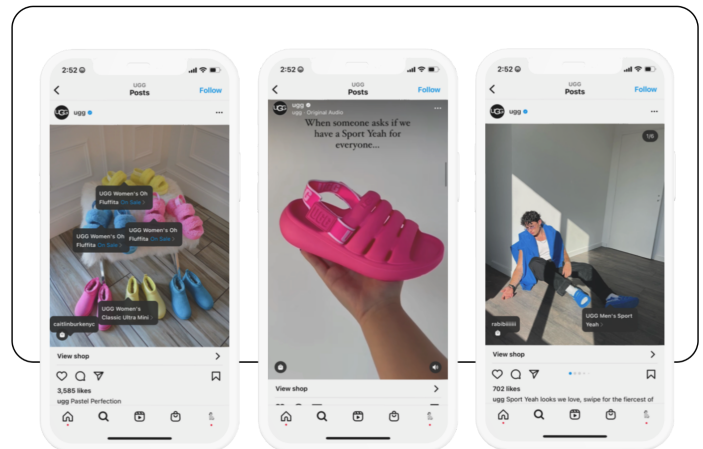 2:52
UGG
Posts
Follow
UGG
ugg
UGG Women's Oh
Fluffita On Sale >
UGG Women's Oh
Fluffita On Sale >
UGG Women's Oh
Fluffita On Sale >
UGG Women's
Classic Ultra Mini >
caitlinburkenyc
View shop
3,585 likes
ugg Pastel Perfection
2:52
UGG
Posts
Follow
UGG
ugg
ugg · Original Audio
When someone asks if we
have a Sport Yeah for
everyone...
View shop
2:52
UGG
Posts
Follow
UGG
ugg
1/6
UGG Men's Sport
Yeah >
View shop
702 likes
ugg Sport Yeah looks we love, swipe for the fiercest of